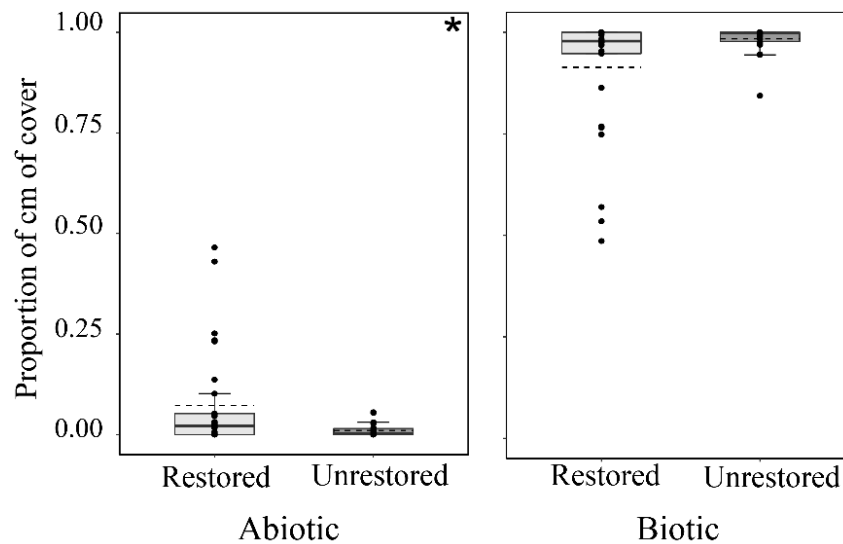 Proportion of cm of cover
1.00
0.75
0.50
0.25
0.00
*
Restored Unrestored
Abiotic
Restored Unrestored
Biotic